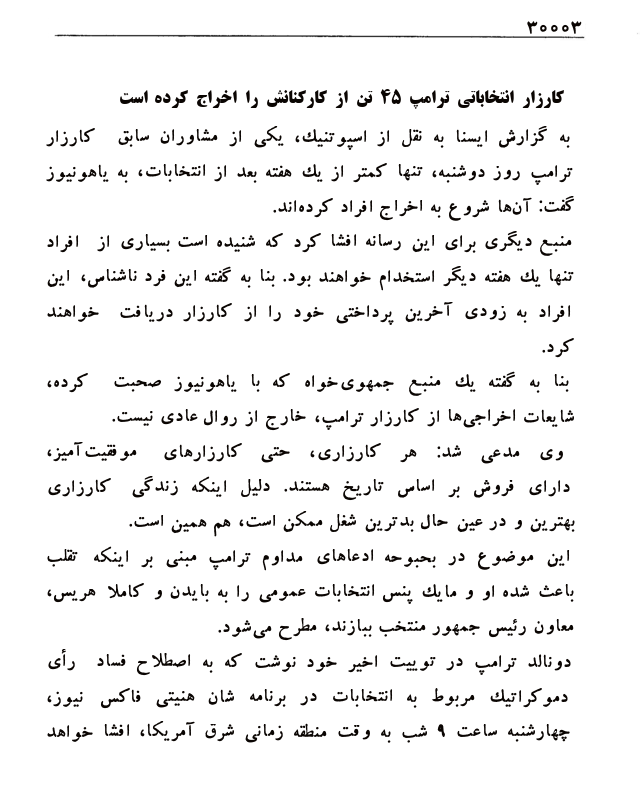 ۳۰۰۰۳
کارزار انتخاباتی ترامپ ۴۵ تن از کارکنانش را اخراج کرده است
به گزارش ایسنا به نقل از اسپوتنیك، یکی از مشاوران سابق کارزار
ترامپ روز دوشنبه، تنها کمتر از یك هفته بعد از انتخابات، به یاهونیوز
گفت: آن‌ها شروع به اخراج افراد کرده‌اند.
منبع دیگری برای این رسانه افشا کرد که شنیده است بسیاری از افراد
تنها یك هفته دیگر استخدام خواهند بود. بنا به گفته این فرد ناشناس، این
افراد به زودی آخرین پرداختی خود را از کارزار دریافت خواهند
کرد.
بنا به گفته یك منبع جمهوی‌خواه که با یاهونیوز صحبت کرده،
شایعات اخراجی‌ها از کارزار ترامپ، خارج از روال عادی نیست.
وی مدعی شد: هر کارزاری، حتی کارزارهای موفقیت‌آمیز،
دارای فروش بر اساس تاریخ هستند. دلیل اینکه زندگی کارزاری
بهترین و در عین حال بدترین شغل ممکن است، هم همین است.
این موضوع در بحبوحه ادعاهای مداوم ترامپ مبنی بر اینکه تقلب
باعث شده او و مایك پنس انتخابات عمومی را به بایدن و کاملا هریس،
معاون رئیس جمهور منتخب ببازند، مطرح می‌شود.
دونالد ترامپ در توییت اخیر خود نوشت که به اصطلاح فساد رأی
دموکراتیك مربوط به انتخابات در برنامه شان هنیتی فاکس نیوز،
چهارشنبه ساعت ۹ شب به وقت منطقه زمانی شرق آمریکا، افشا خواهد